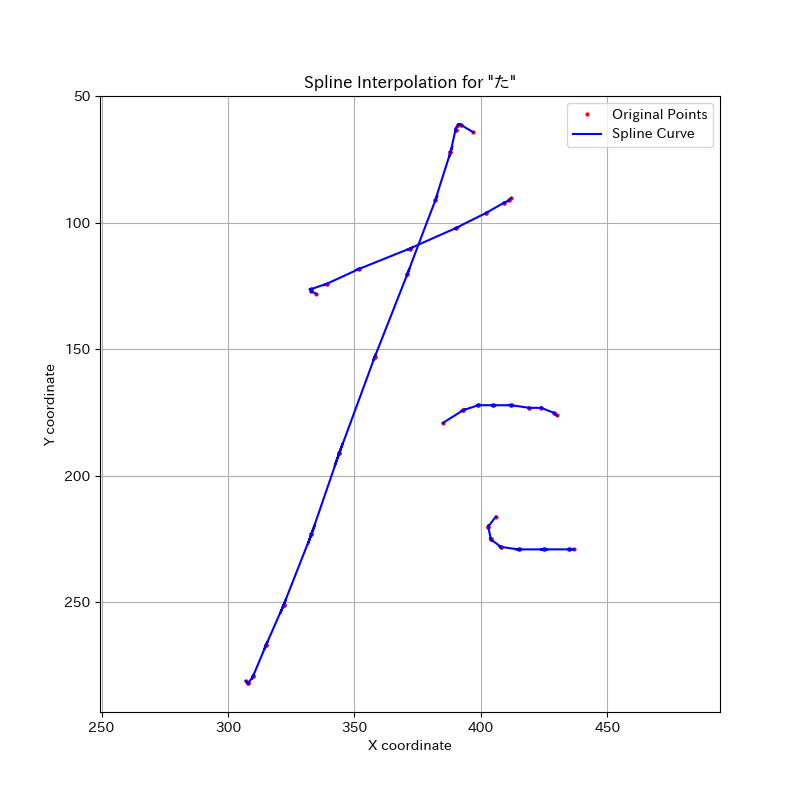 Spline Interpolation for "た"
50
100
150
200
250
Y coordinate
250 300 350 400 450
X coordinate
Original Points
Spline Curve
た